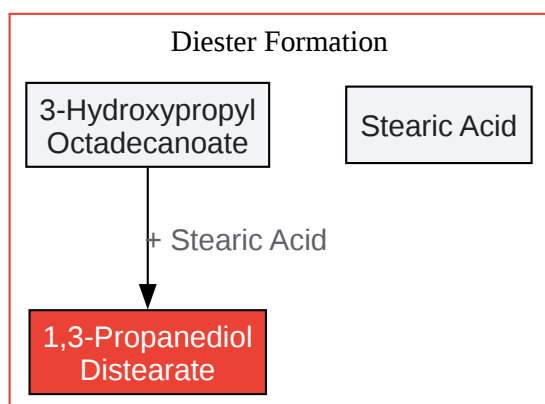 Diester Formation
3-Hydroxypropyl
Octadecanoate
Stearic Acid
+ Stearic Acid
1,3-Propanediol
Distearate